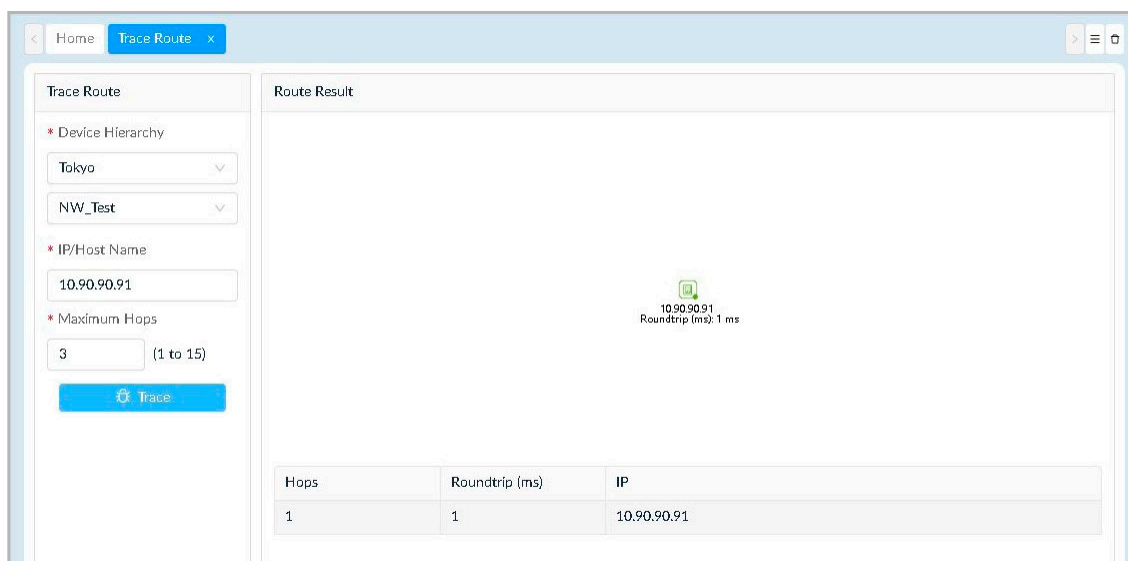 Home Trace Route x
Trace Route
* Device Hierarchy
Tokyo
NW_Test
* IP/Host Name
10.90.90.91
* Maximum Hops
3 (1 to 15)
Trace
Route Result
10.90.90.91
Roundtrip (ms): 1 ms
Hops Roundtrip (ms) IP
1 1 10.90.90.91